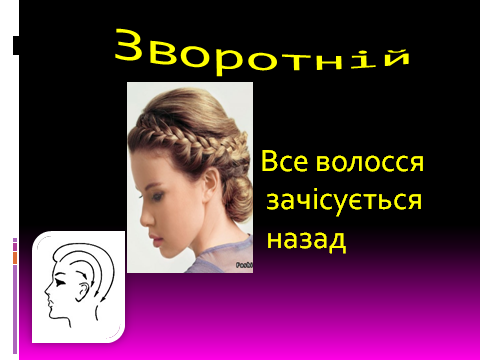 Зворотній
Все волосся
зачісується
назад